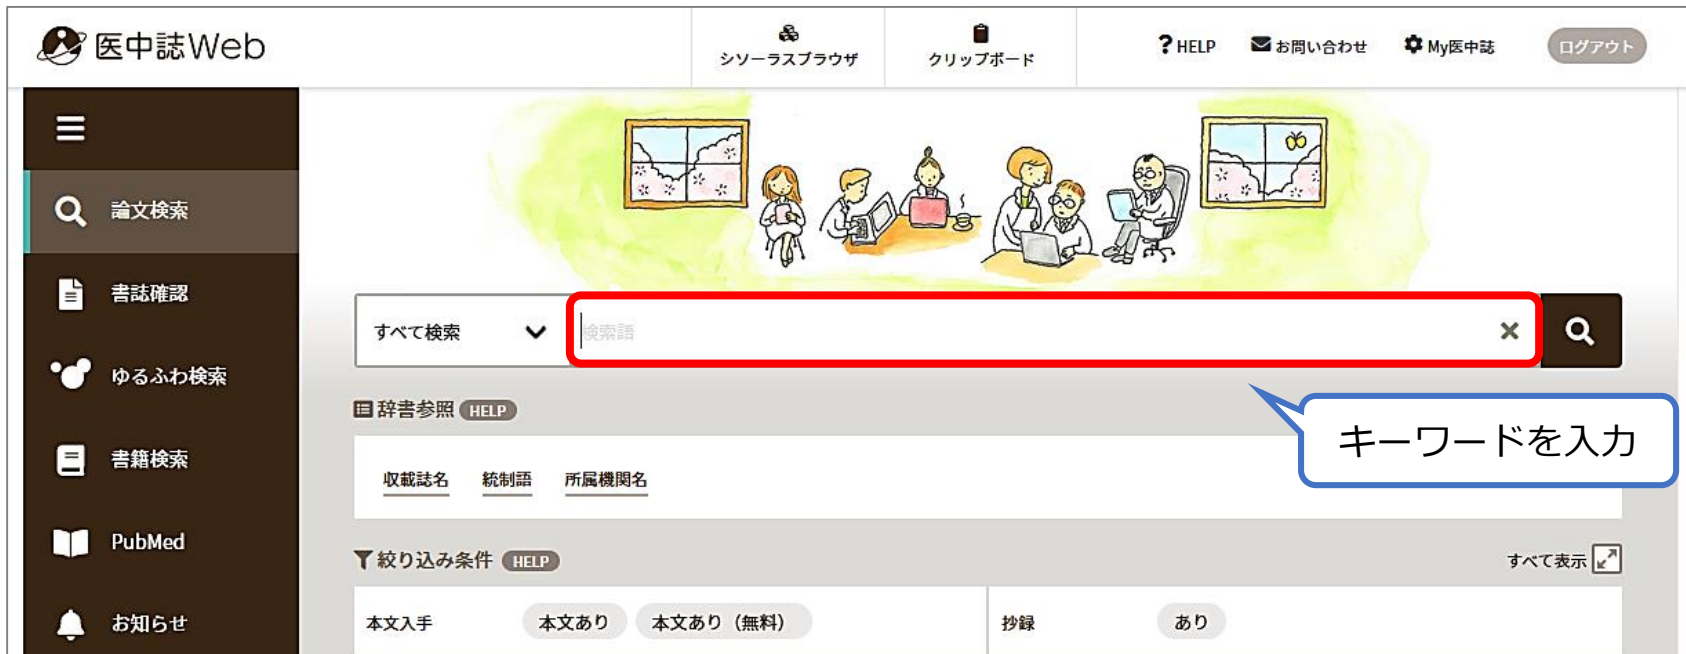 医中誌Web
シソーラスブラウザ
クリップボード
? HELP
お問い合わせ
My医中誌
ログアウト
論文検索
書誌確認
ゆるふわ検索
書籍検索
PubMed
お知らせ
すべて検索
検索語
キーワードを入力
辞書参照 HELP
収載誌名 統制語 所属機関名
絞り込み条件 HELP
すべて表示
本文入手 本文あり 本文あり（無料）
抄録 あり